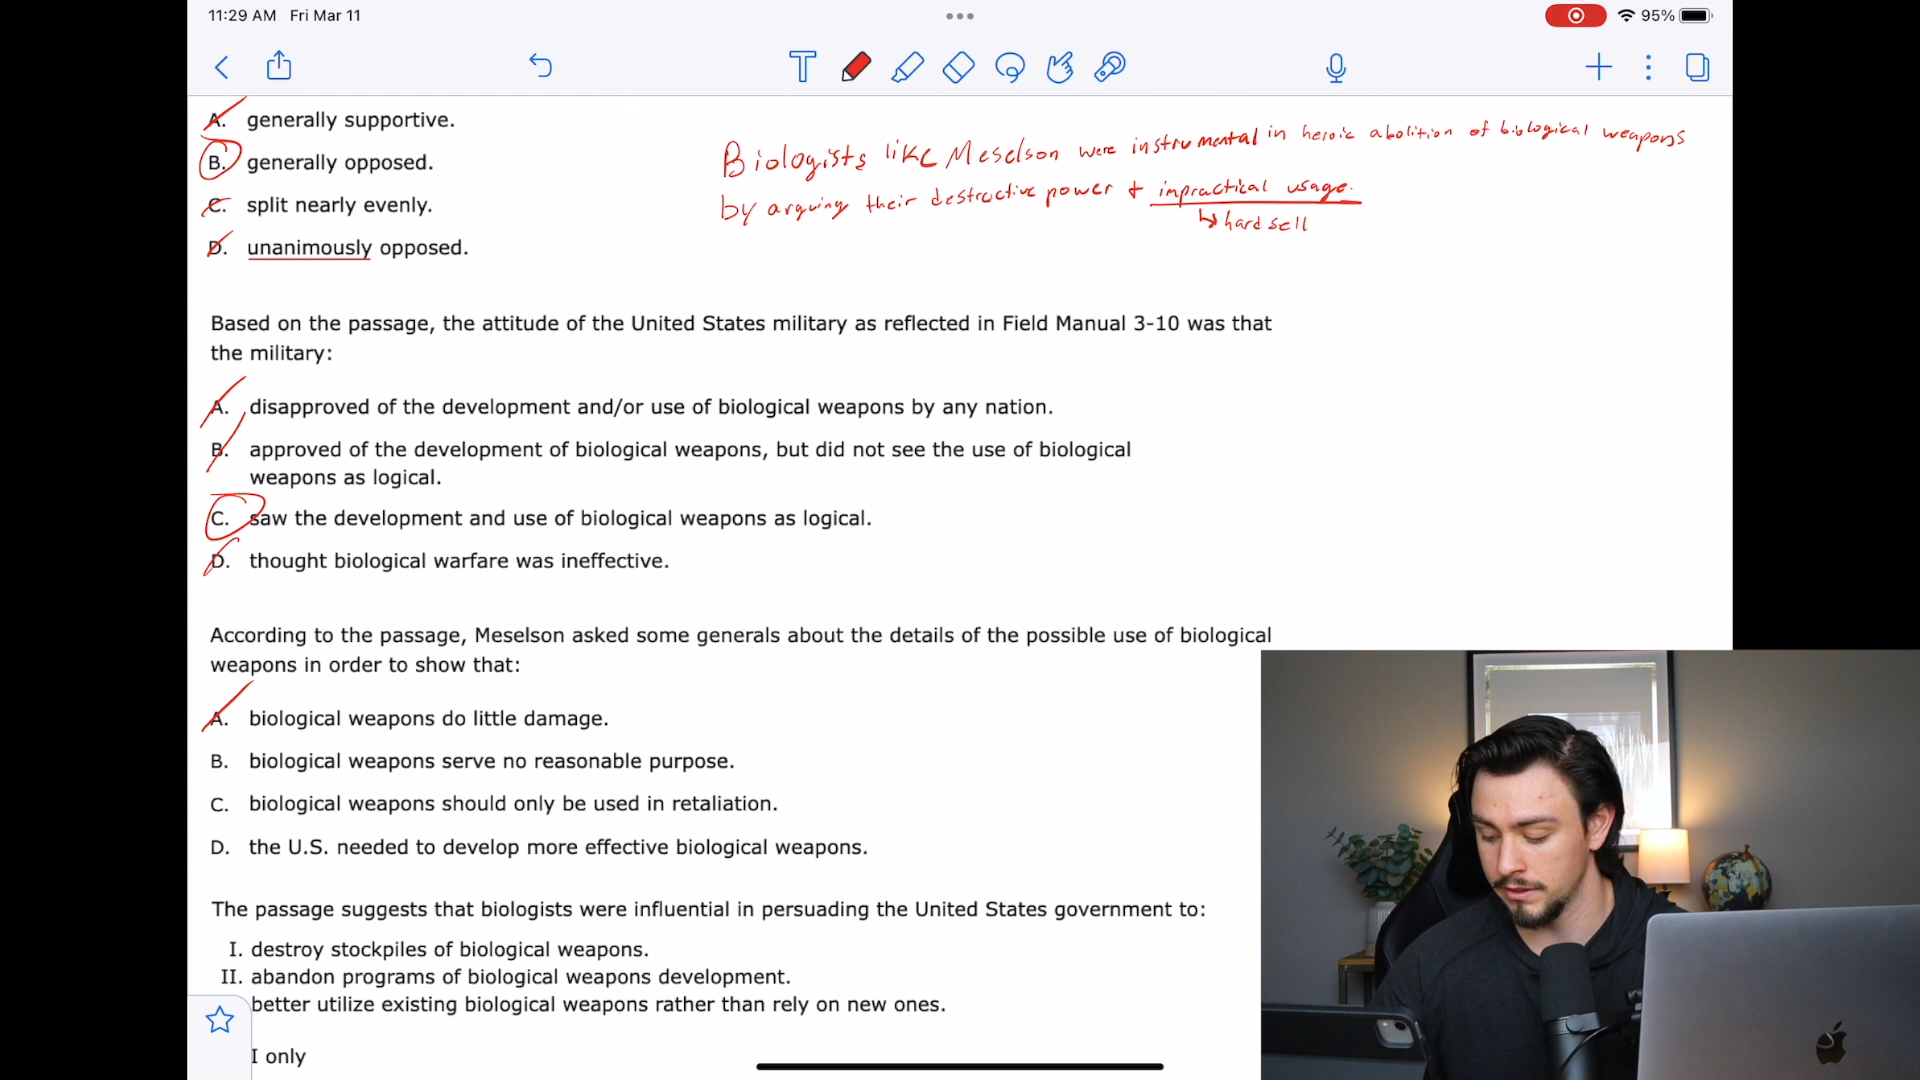 11:29 AM Fri Mar 11
95%
A. generally supportive.
B. generally opposed.
C. split nearly evenly.
D. unanimously opposed.
Biologists like Meselson were instrumental in heroic abolition of biological weapons
by arguing their destructive power + inpractical usage.
↳ hard sell
Based on the passage, the attitude of the United States military as reflected in Field Manual 3-10 was that
the military:
A. disapproved of the development and/or use of biological weapons by any nation.
B. approved of the development of biological weapons, but did not see the use of biological
weapons as logical.
C. saw the development and use of biological weapons as logical.
D. thought biological warfare was ineffective.
According to the passage, Meselson asked some generals about the details of the possible use of biological
weapons in order to show that:
A. biological weapons do little damage.
B. biological weapons serve no reasonable purpose.
C. biological weapons should only be used in retaliation.
D. the U.S. needed to develop more effective biological weapons.
The passage suggests that biologists were influential in persuading the United States government to:
I. destroy stockpiles of biological weapons.
II. abandon programs of biological weapons development.
better utilize existing biological weapons rather than rely on new ones.
I only